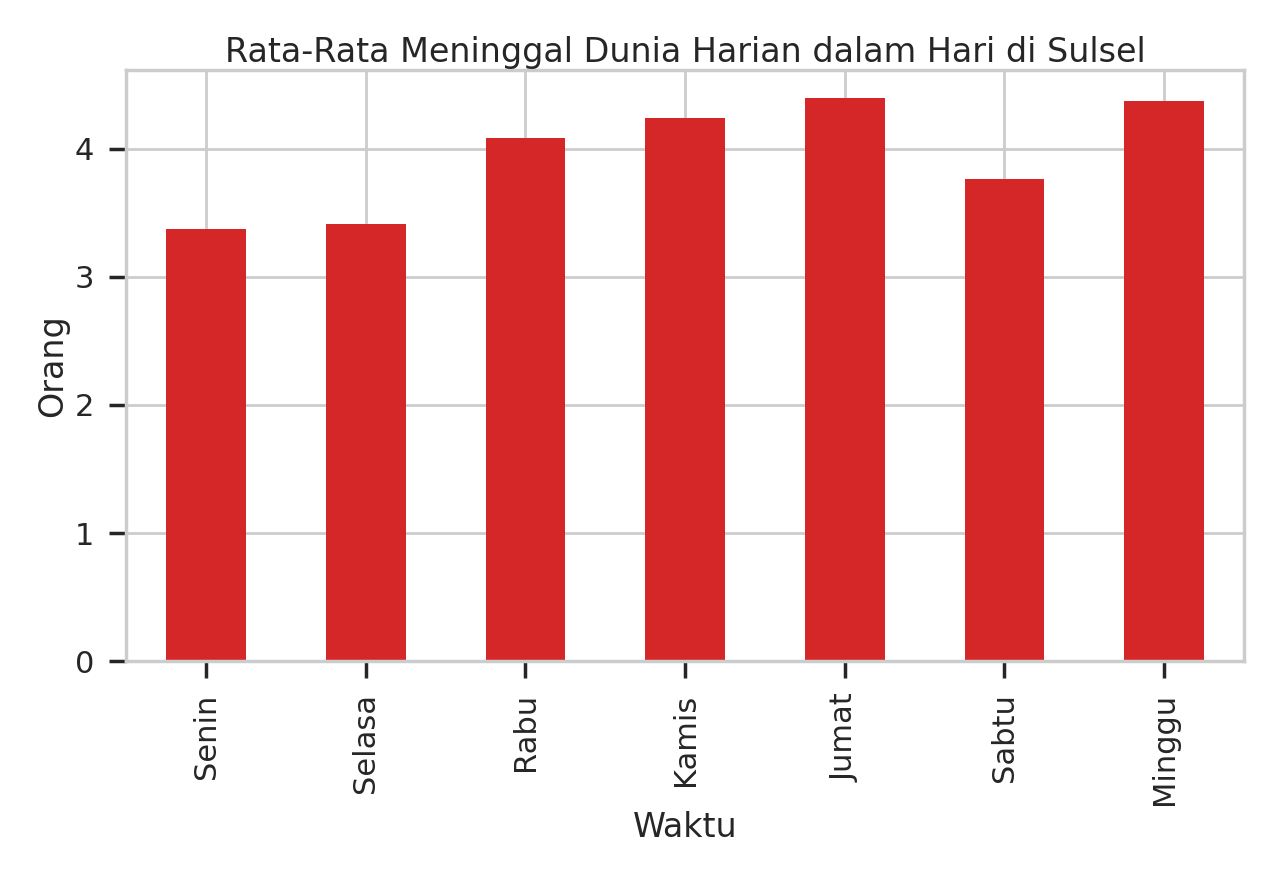 Rata-Rata Meninggal Dunia Harian dalam Hari di Sulsel
Orang
4
3
2
1
0
Senin
Selasa
Rabu
Kamis
Jumat
Sabtu
Minggu
Waktu